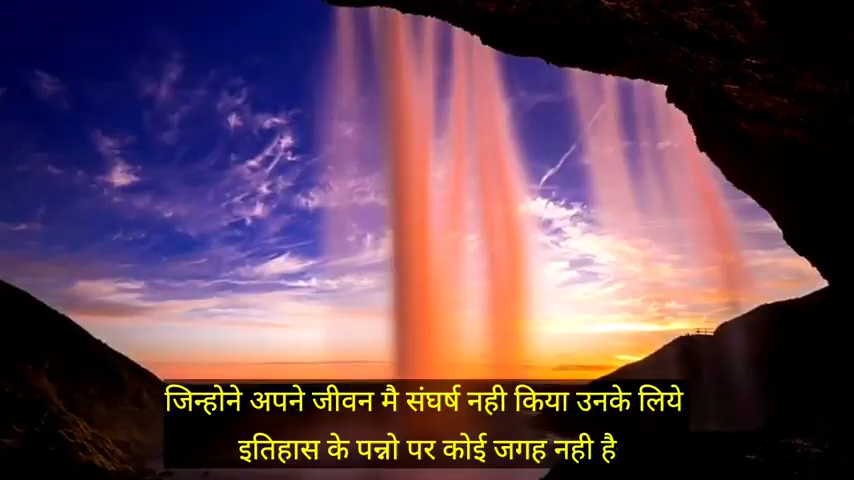 जिन्होने अपने जीवन मै संघर्ष नही किया उनके लिये
इतिहास के पन्नो पर कोई जगह नही है